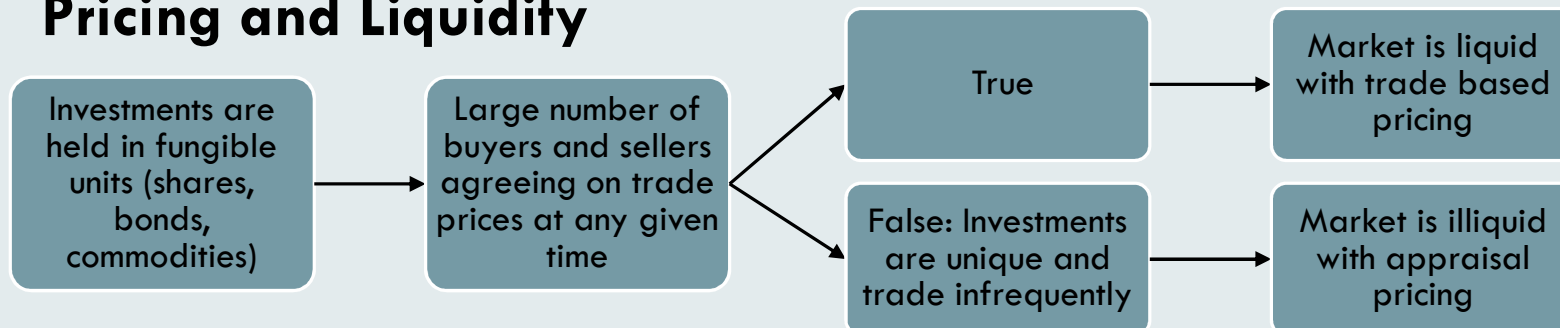 Pricing and Liquidity
Investments are
held in fungible
units (shares,
bonds,
commodities)
Large number of
buyers and sellers
agreeing on trade
prices at any given
time
True
Market is liquid
with trade based
pricing
False: Investments
are unique and
trade infrequently
Market is illiquid
with appraisal
pricing